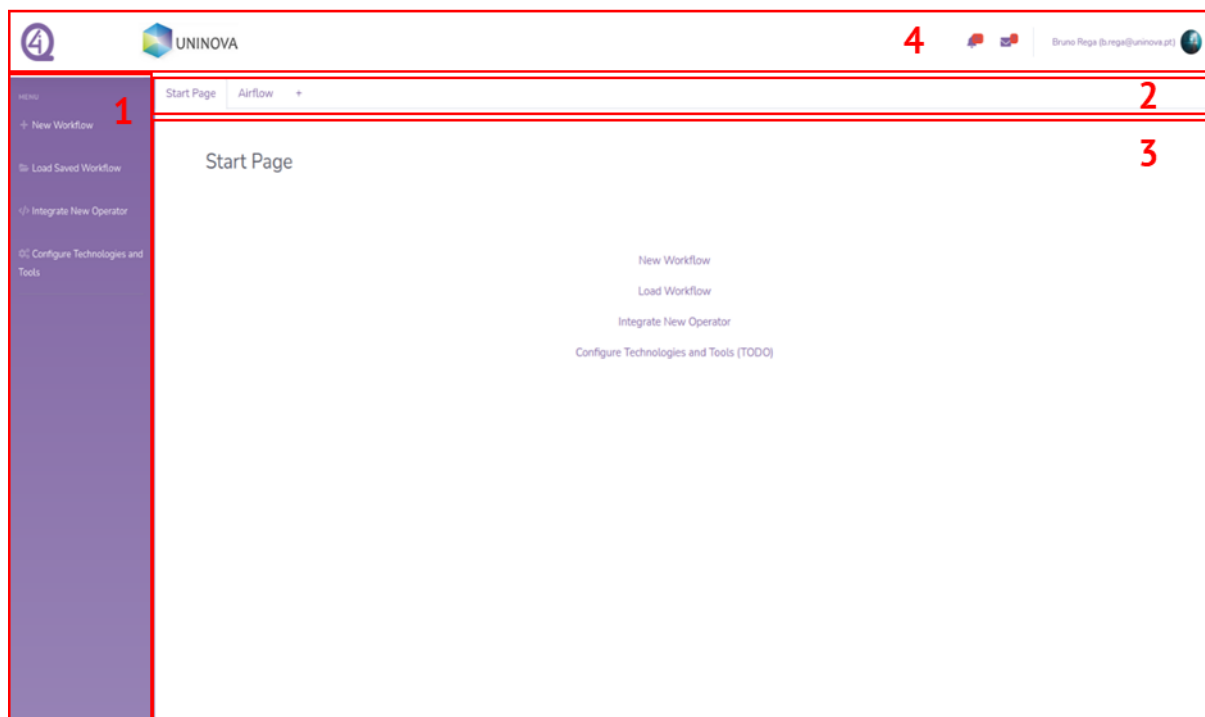 4
UNINOVA
4
Bruno Rega (b.rega@uninova.pt)
MENU
1
New Workflow
Load Saved Workflow
</> Integrate New Operator
Configure Technologies and
Tools
Start Page Airflow +
2
3
Start Page
New Workflow
Load Workflow
Integrate New Operator
Configure Technologies and Tools (TODO)